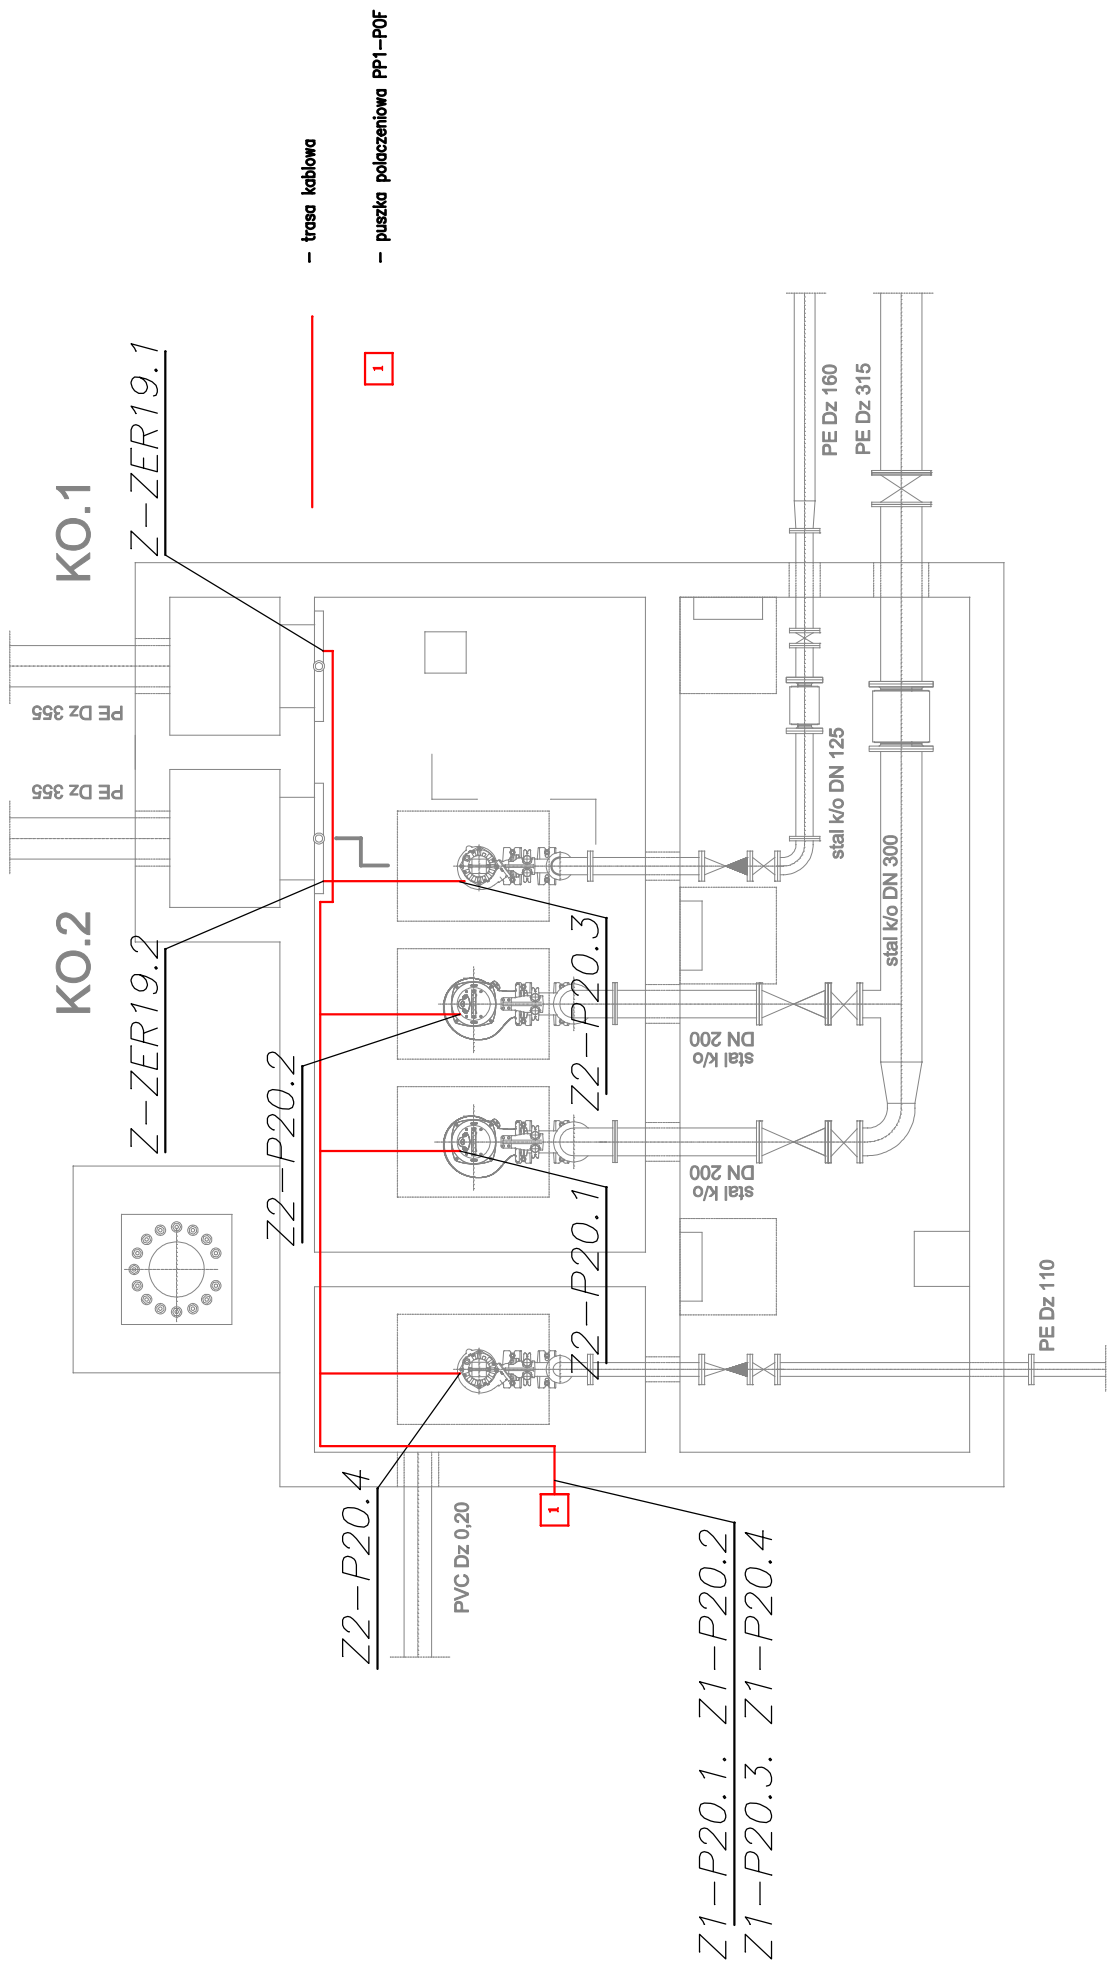 - trasa kablowa
1
- puszka polaczeniowa PP1-POF
KO.1
KO.2
Z-ZER19.1
Z-ZER19.2
PE Dz 355
PE Dz 355
Z2-P20.2
Z2-P20.3
Z2-P20.1
Z2-P20.4
PE Dz 160
PE Dz 315
stal k/o DN 125
stal k/o DN 300
stal k/o
DN 200
stal k/o
DN 200
PE Dz 110
PVC Dz 0,20
1
Z1-P20.1. Z1-P20.2
Z1-P20.3. Z1-P20.4